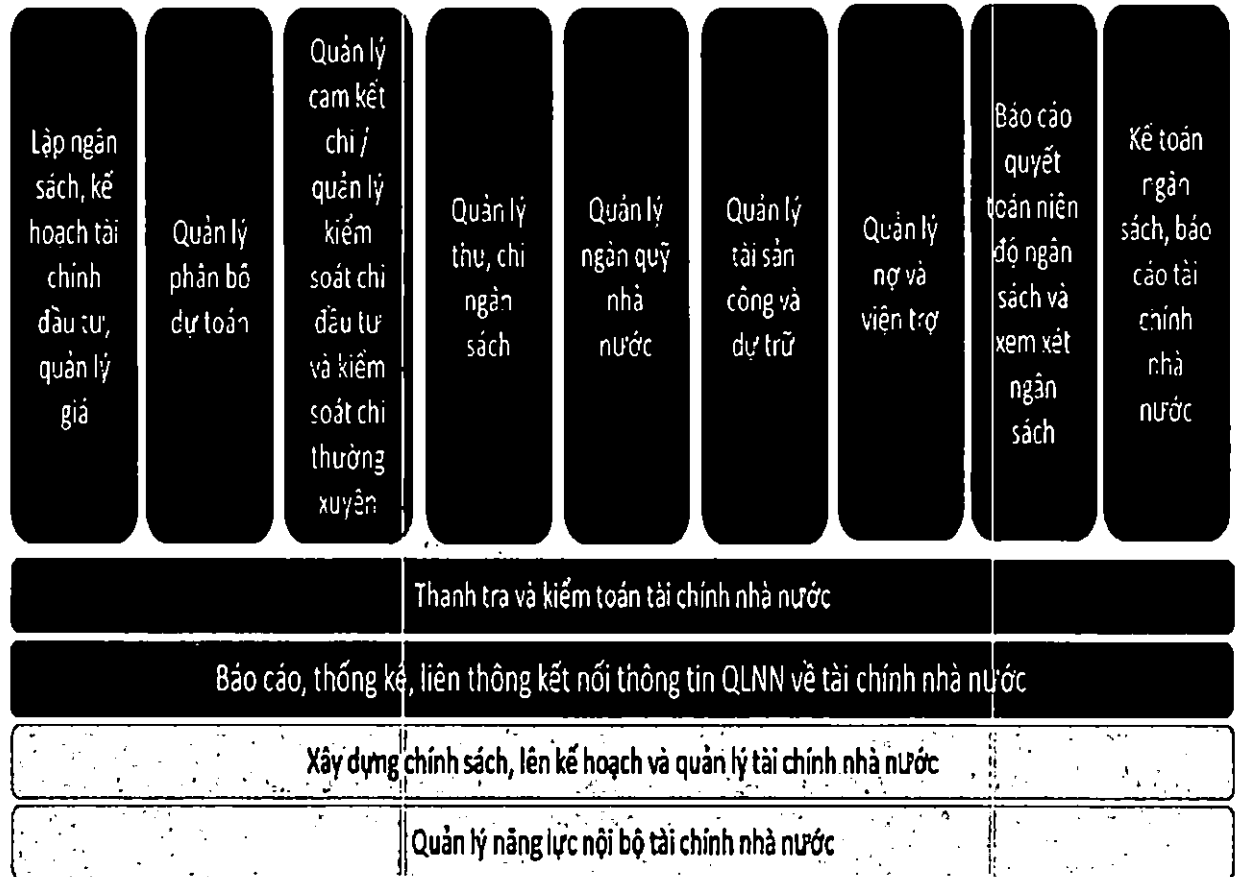 Lập ngân
sách, kế
hoạch tài
chính
đầu tư,
quản lý
giá
Quản lý
phân bổ
dự toán
Quản lý
cam kết
chi /
quản lý
kiểm
soát chi
đầu tư
và kiểm
soát chi
thường
xuyên
Quản lý
thu, chi
ngân
sách
Quản lý
ngân quỹ
nhà
nước
Quản lý
tài sản
công và
dự trữ
Quản lý
nợ và
viện trợ
Báo cáo
quyết
toán niên
độ ngân
sách và
xem xét
ngân
sách
Kế toán
ngân
sách, báo
cáo tài
chính
nhà
nước
Thanh tra và kiểm toán tài chính nhà nước
Báo cáo, thống kê, liên thông kết nối thông tin QLNN về tài chính nhà nước
Xây dựng chính sách, lên kế hoạch và quản lý tài chính nhà nước
Quản lý năng lực nội bộ tài chính nhà nước